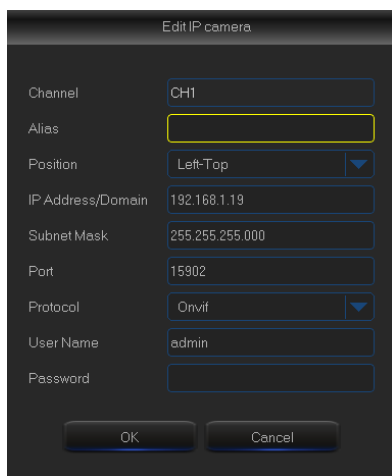 Edit IP camera
Channel CH1
Alias
Position Left-Top
IP Address/Domain 192.168.1.19
Subnet Mask 255.255.255.000
Port 15902
Protocol Onvif
User Name admin
Password
OK Cancel